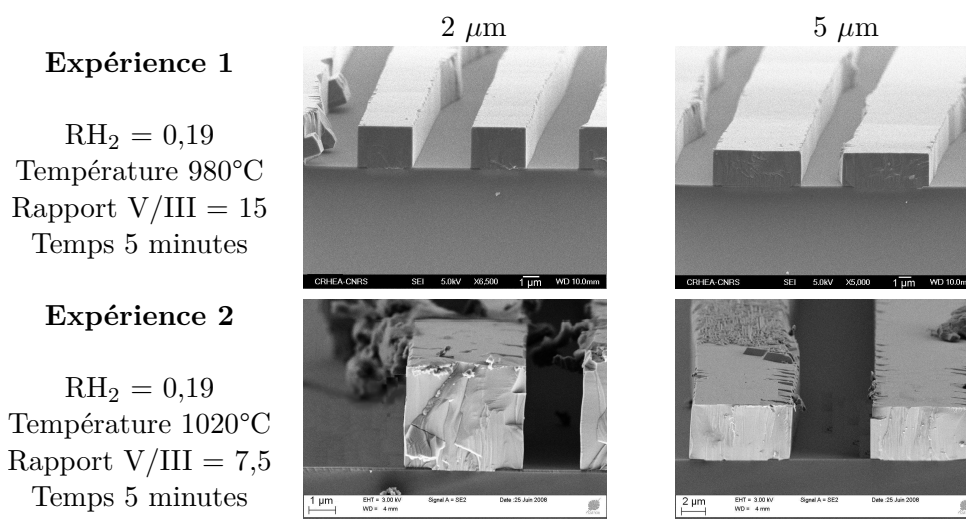 2 μm
5 μm
Expérience 1
RH₂ = 0,19
Température 980°C
Rapport V/III = 15
Temps 5 minutes
CRHEA-CNRS SEI 5.0kV X6,500 1 μm WD 10.0mm
CRHEA-CNRS SEI 5.0kV X5,000 1 μm WD 10.0m
Expérience 2
RH₂ = 0,19
Température 1020°C
Rapport V/III = 7,5
Temps 5 minutes
1 μm EHT = 3.00 kV Signal A = SE2 Date :25 Juin 2008
WD = 4 mm
2 μm EHT = 3.00 kV Signal A = SE2 Date :25 Juin 2008
WD = 4 mm